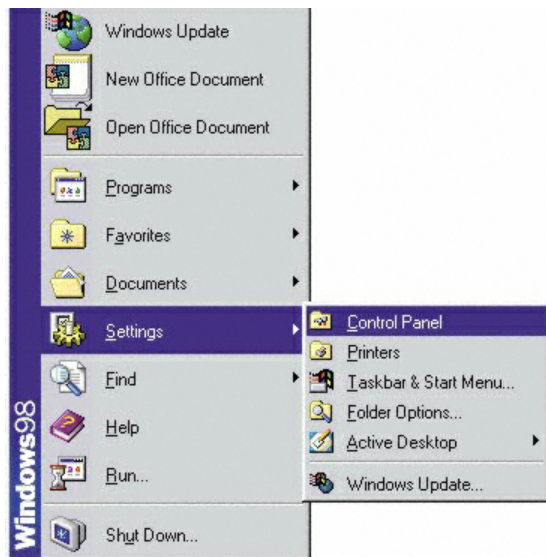 Windows Update
New Office Document
Open Office Document
Programs
Favorites
Documents
Settings
Find
Help
Run...
Shut Down...
Windows98
Control Panel
Printers
Taskbar & Start Menu...
Folder Options...
Active Desktop
Windows Update...